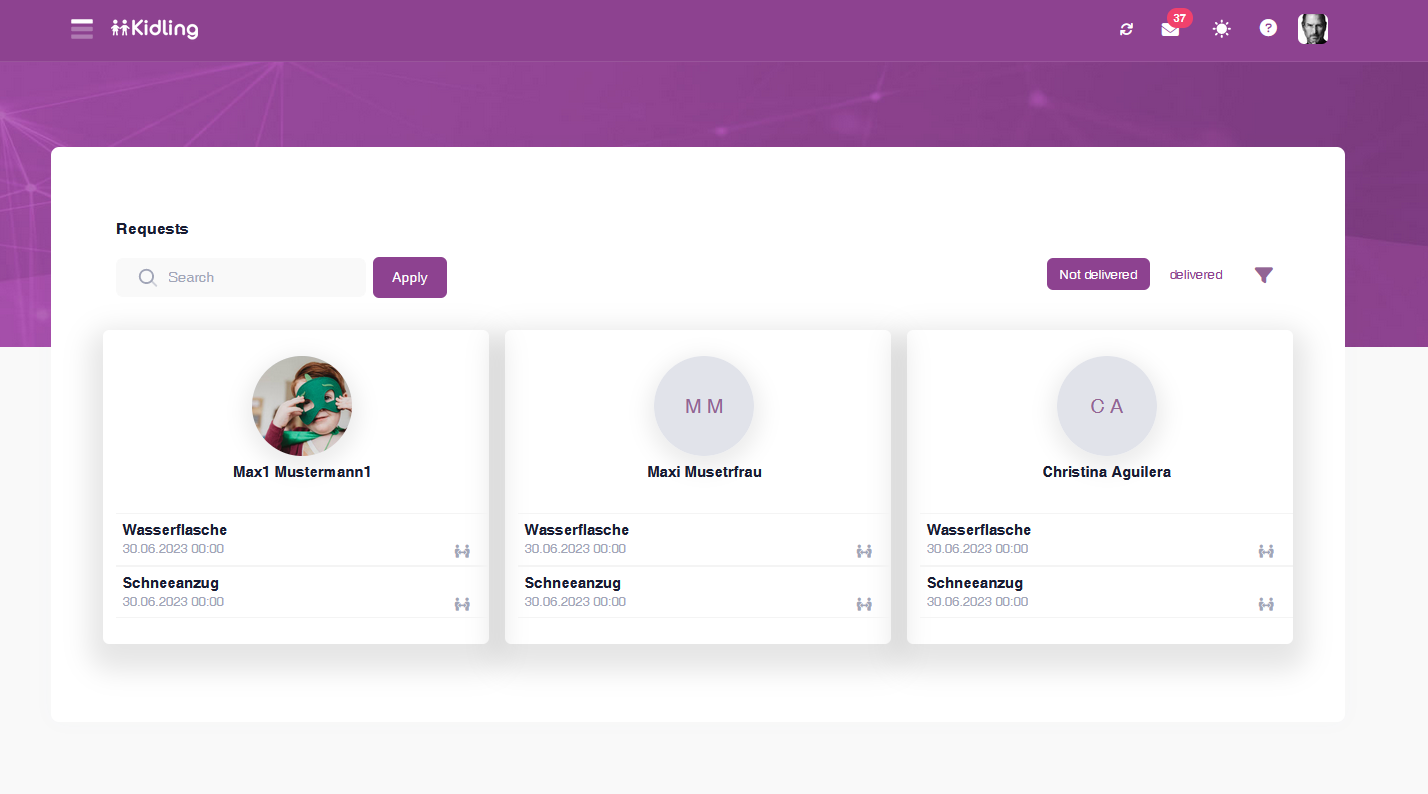 Kidling
37
?
Requests
Search
Apply
Not delivered
delivered
Max1 Mustermann1
Wasserflasche
30.06.2023 00:00
Schneeanzug
30.06.2023 00:00
M M
Maxi Musetrfrau
Wasserflasche
30.06.2023 00:00
Schneeanzug
30.06.2023 00:00
C A
Christina Aguilera
Wasserflasche
30.06.2023 00:00
Schneeanzug
30.06.2023 00:00